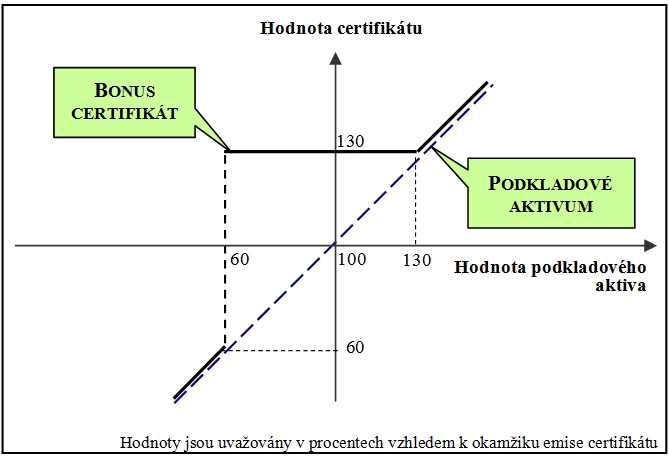 Hodnota certifikátu
BONUS
CERTIFIKÁT
130
PODKLADOVÉ
AKTIVUM
60
100
130
Hodnota podkladového
aktiva
60
Hodnoty jsou uvažovány v procentech vzhledem k okamžiku emise certifikátu